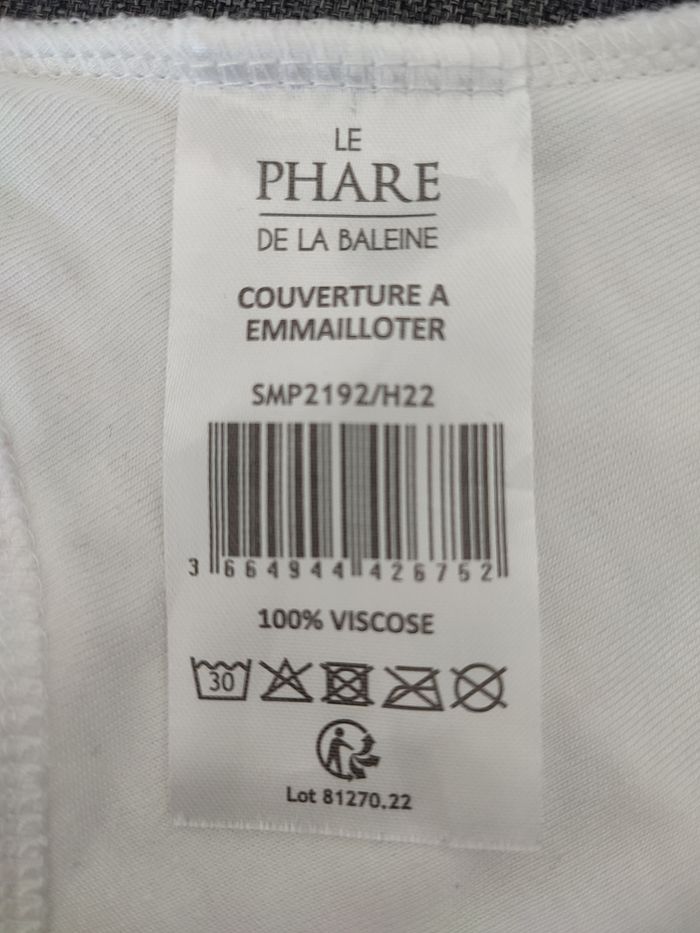 LE
PHARE
DE LA BALEINE
COUVERTURE A
EMMAILLOTER
SMP2192/H22
3 664944 426752
100% VISCOSE
30
Lot 81270.22